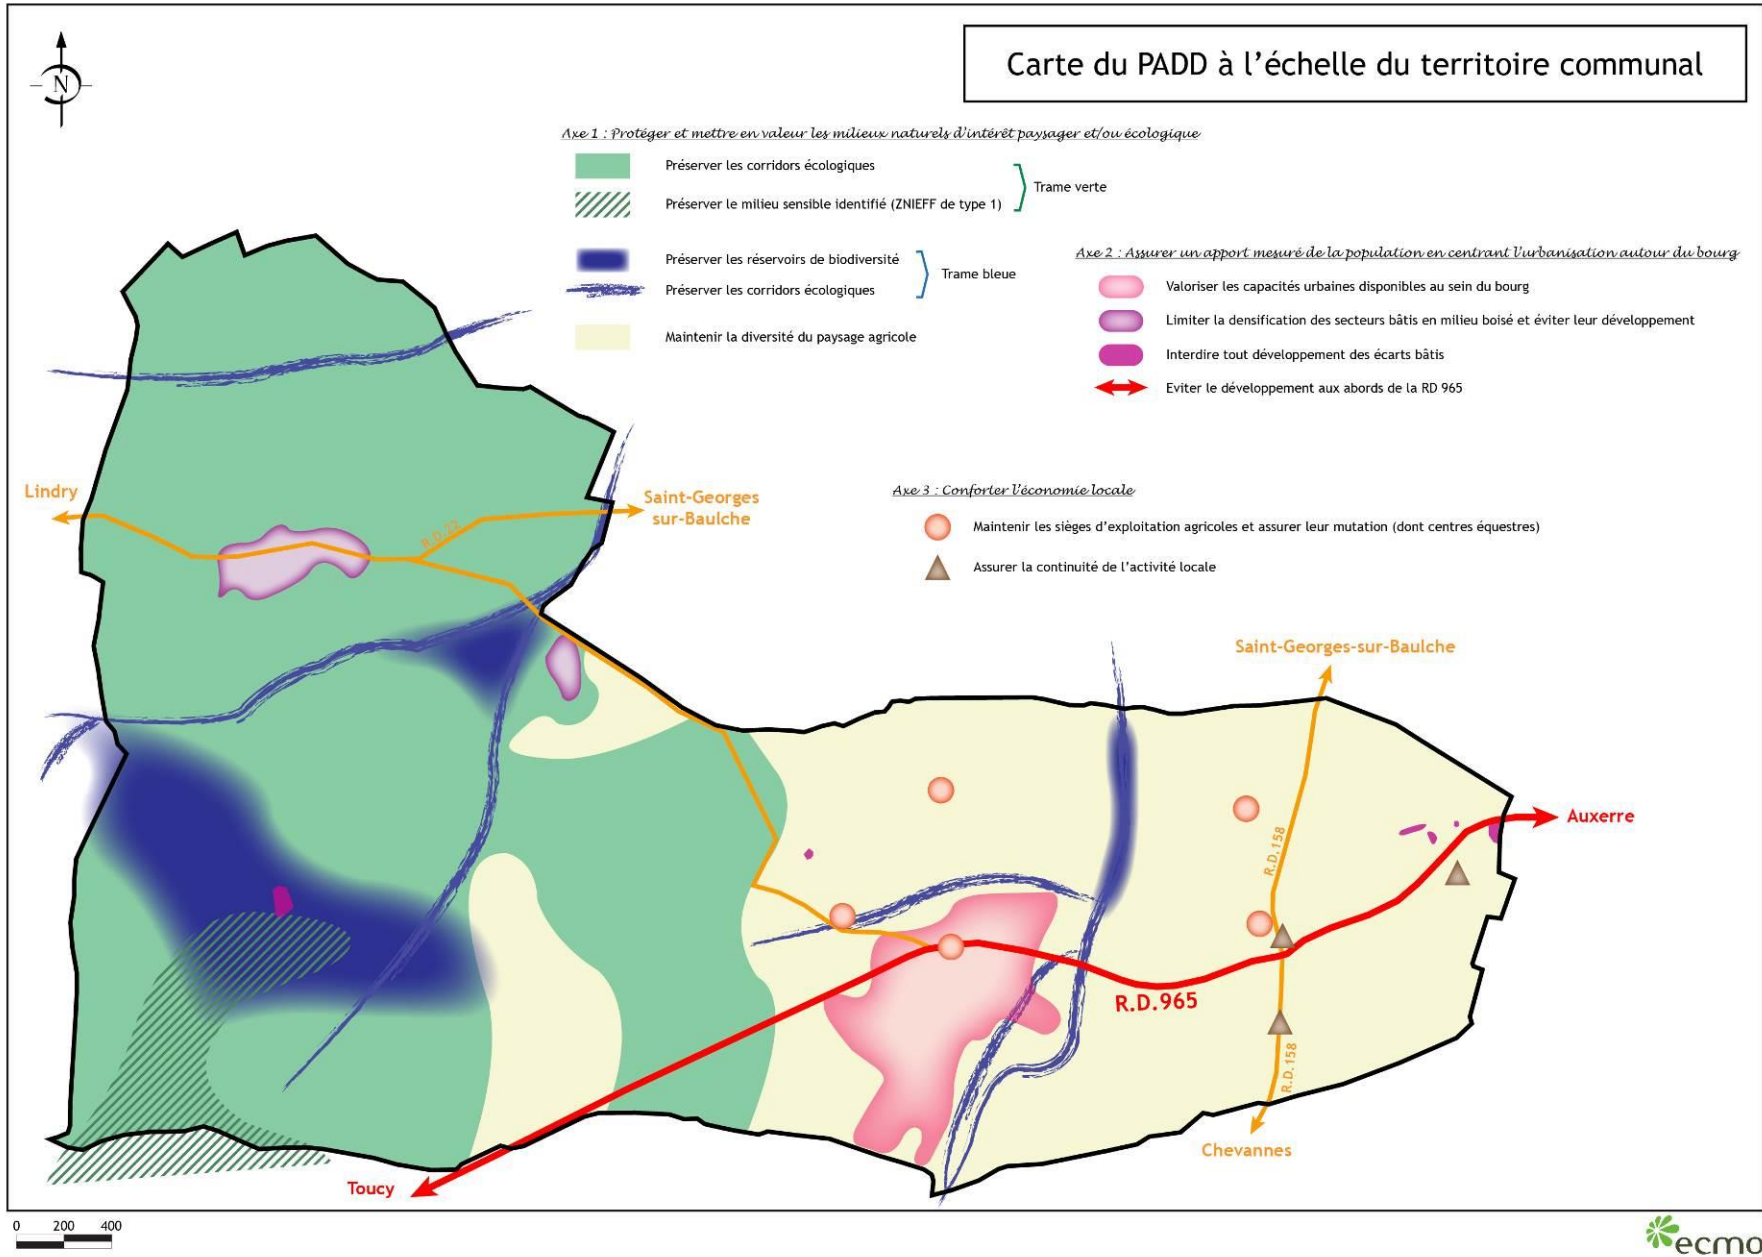 Carte du PADD à l'échelle du territoire communal
N
Axe 1 : Protéger et mettre en valeur les milieux naturels d'intérêt paysager et/ou écologique
Préserver les corridors écologiques
Trame verte
Préserver le milieu sensible identifié (ZNIEFF de type 1)
Préserver les réservoirs de biodiversité
Trame bleue
Préserver les corridors écologiques
Maintenir la diversité du paysage agricole
Axe 2 : Assurer un apport mesuré de la population en centrant l'urbanisation autour du bourg
Valoriser les capacités urbaines disponibles au sein du bourg
Limiter la densification des secteurs bâtis en milieu boisé et éviter leur développement
Interdire tout développement des écarts bâtis
Eviter le développement aux abords de la RD 965
Axe 3 : Conforter l'économie locale
Maintenir les sièges d'exploitation agricoles et assurer leur mutation (dont centres équestres)
Assurer la continuité de l'activité locale
Lindry
Saint-Georges
sur-Baulche
R.D.22
Saint-Georges-sur-Baulche
Auxerre
R.D.158
R.D.965
R.D.158
Chevannes
Toucy
0 200 400
ecmo